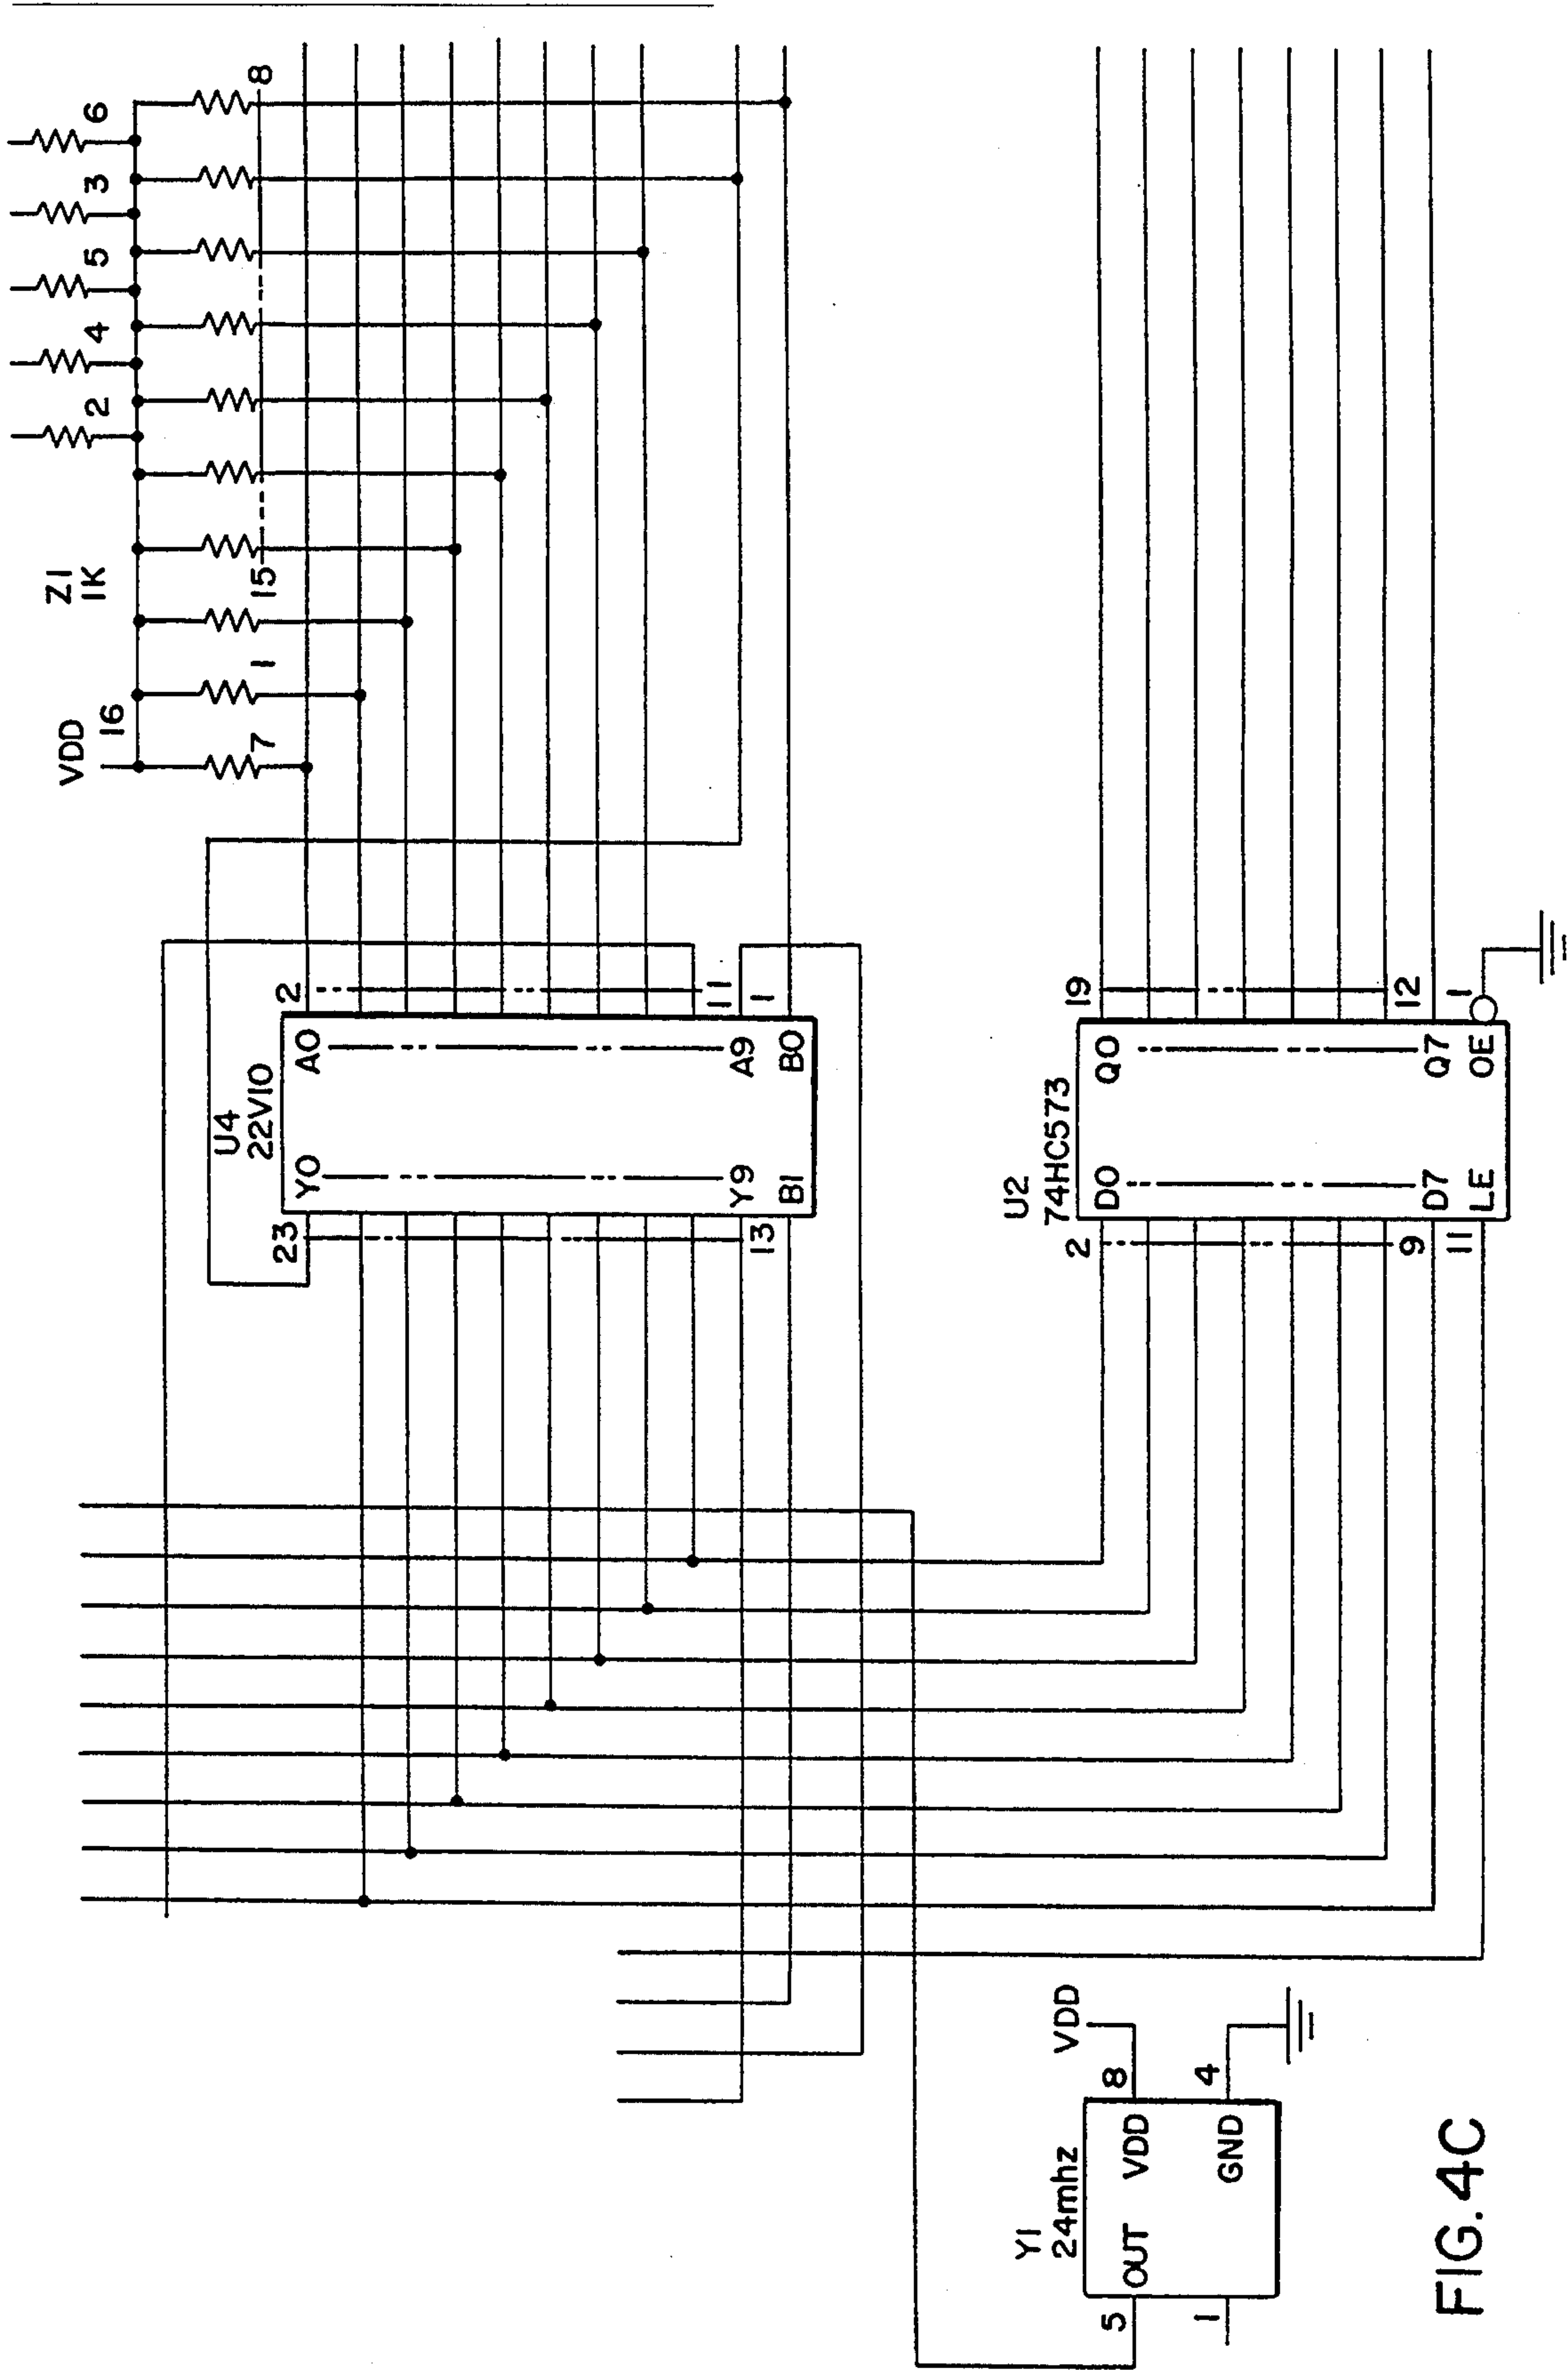 VDD
16
Z1
1K
2
4
5
3
6
7
1
15
8
U4
22V10
23
Y0
A0
2
Y9
A9
11
13
B1
B0
1
U2
74HC573
2
D0
Q0
19
9
D7
Q7
12
11
LE
OE
1
Y1
24mhz
5
OUT
VDD
8
VDD
1
GND
4
FIG. 4C